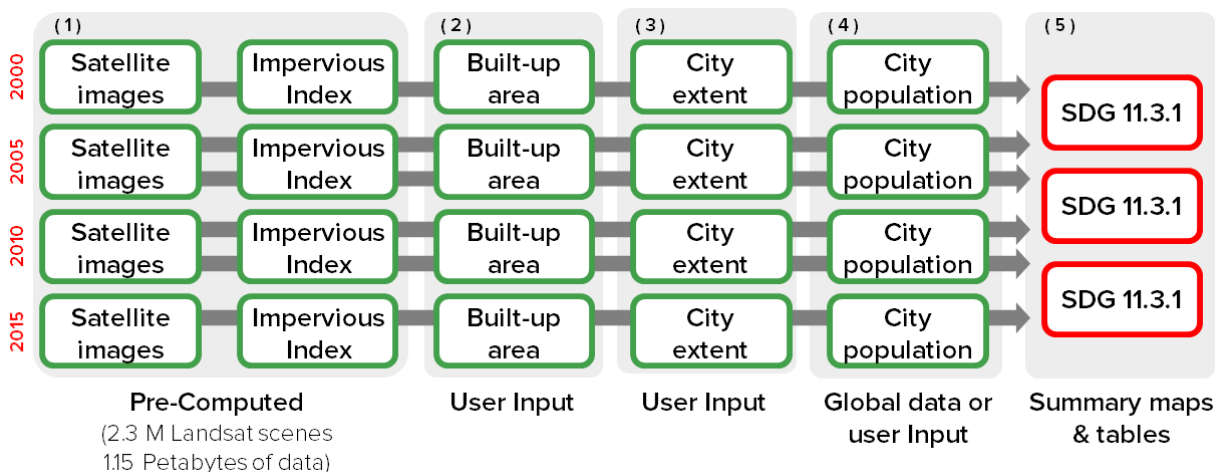 (1)
(2)
(3)
(4)
(5)
2000
Satellite
images
Impervious
Index
Built-up
area
City
extent
City
population
SDG 11.3.1
2005
Satellite
images
Impervious
Index
Built-up
area
City
extent
City
population
SDG 11.3.1
2010
Satellite
images
Impervious
Index
Built-up
area
City
extent
City
population
SDG 11.3.1
2015
Satellite
images
Impervious
Index
Built-up
area
City
extent
City
population
Pre-Computed
(2.3 M Landsat scenes
1.15 Petabytes of data)
User Input
User Input
Global data or
user Input
Summary maps
& tables